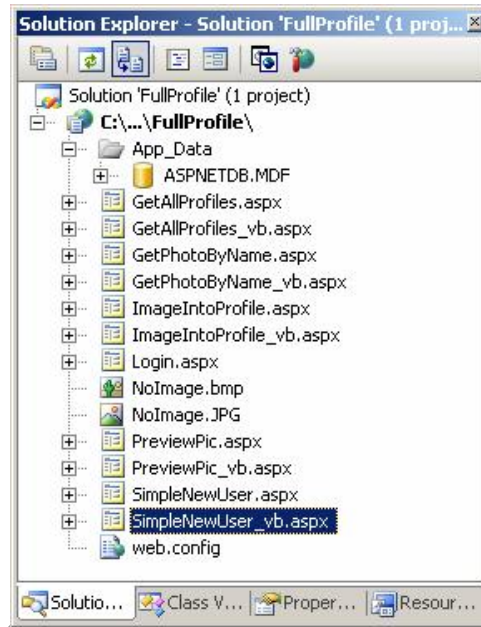 Solution Explorer - Solution 'FullProfile' (1 proj...
Solution 'FullProfile' (1 project)
C:\...\FullProfile\
App_Data
ASPNETDB.MDF
GetAllProfiles.aspx
GetAllProfiles_vb.aspx
GetPhotoByName.aspx
GetPhotoByName_vb.aspx
ImageIntoProfile.aspx
ImageIntoProfile_vb.aspx
Login.aspx
NoImage.bmp
NoImage.JPG
PreviewPic.aspx
PreviewPic_vb.aspx
SimpleNewUser.aspx
SimpleNewUser_vb.aspx
web.config
Solutio... Class V... Proper... Resour...